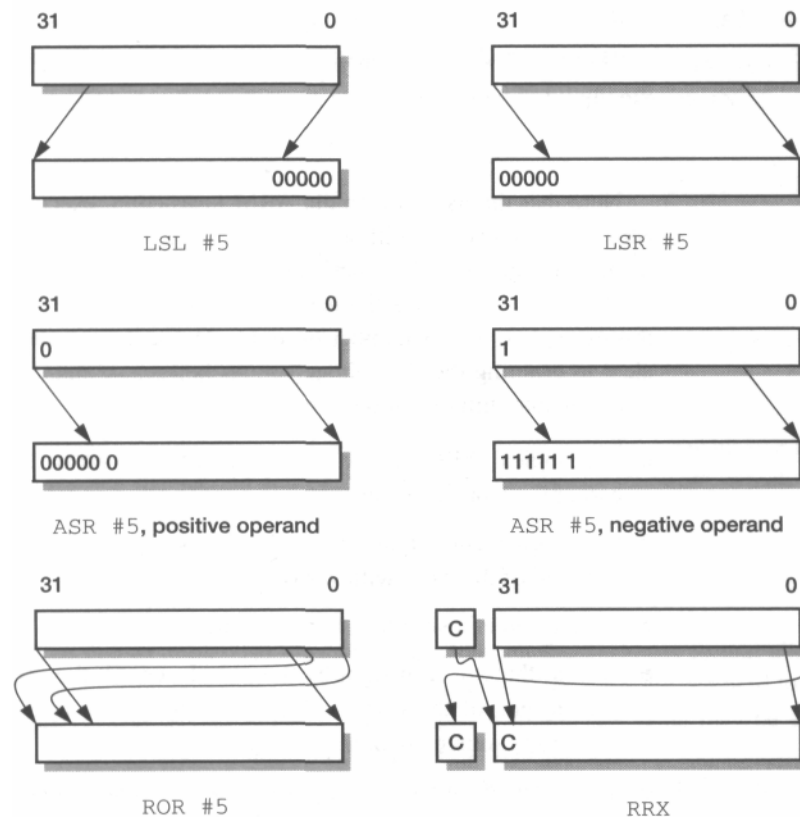 31 0
31 0
00000
00000
LSL #5
LSR #5
31 0
31 0
0
1
00000 0
11111 1
ASR #5, positive operand
ASR #5, negative operand
31 0
31 0
C
C
C
ROR #5
RRX